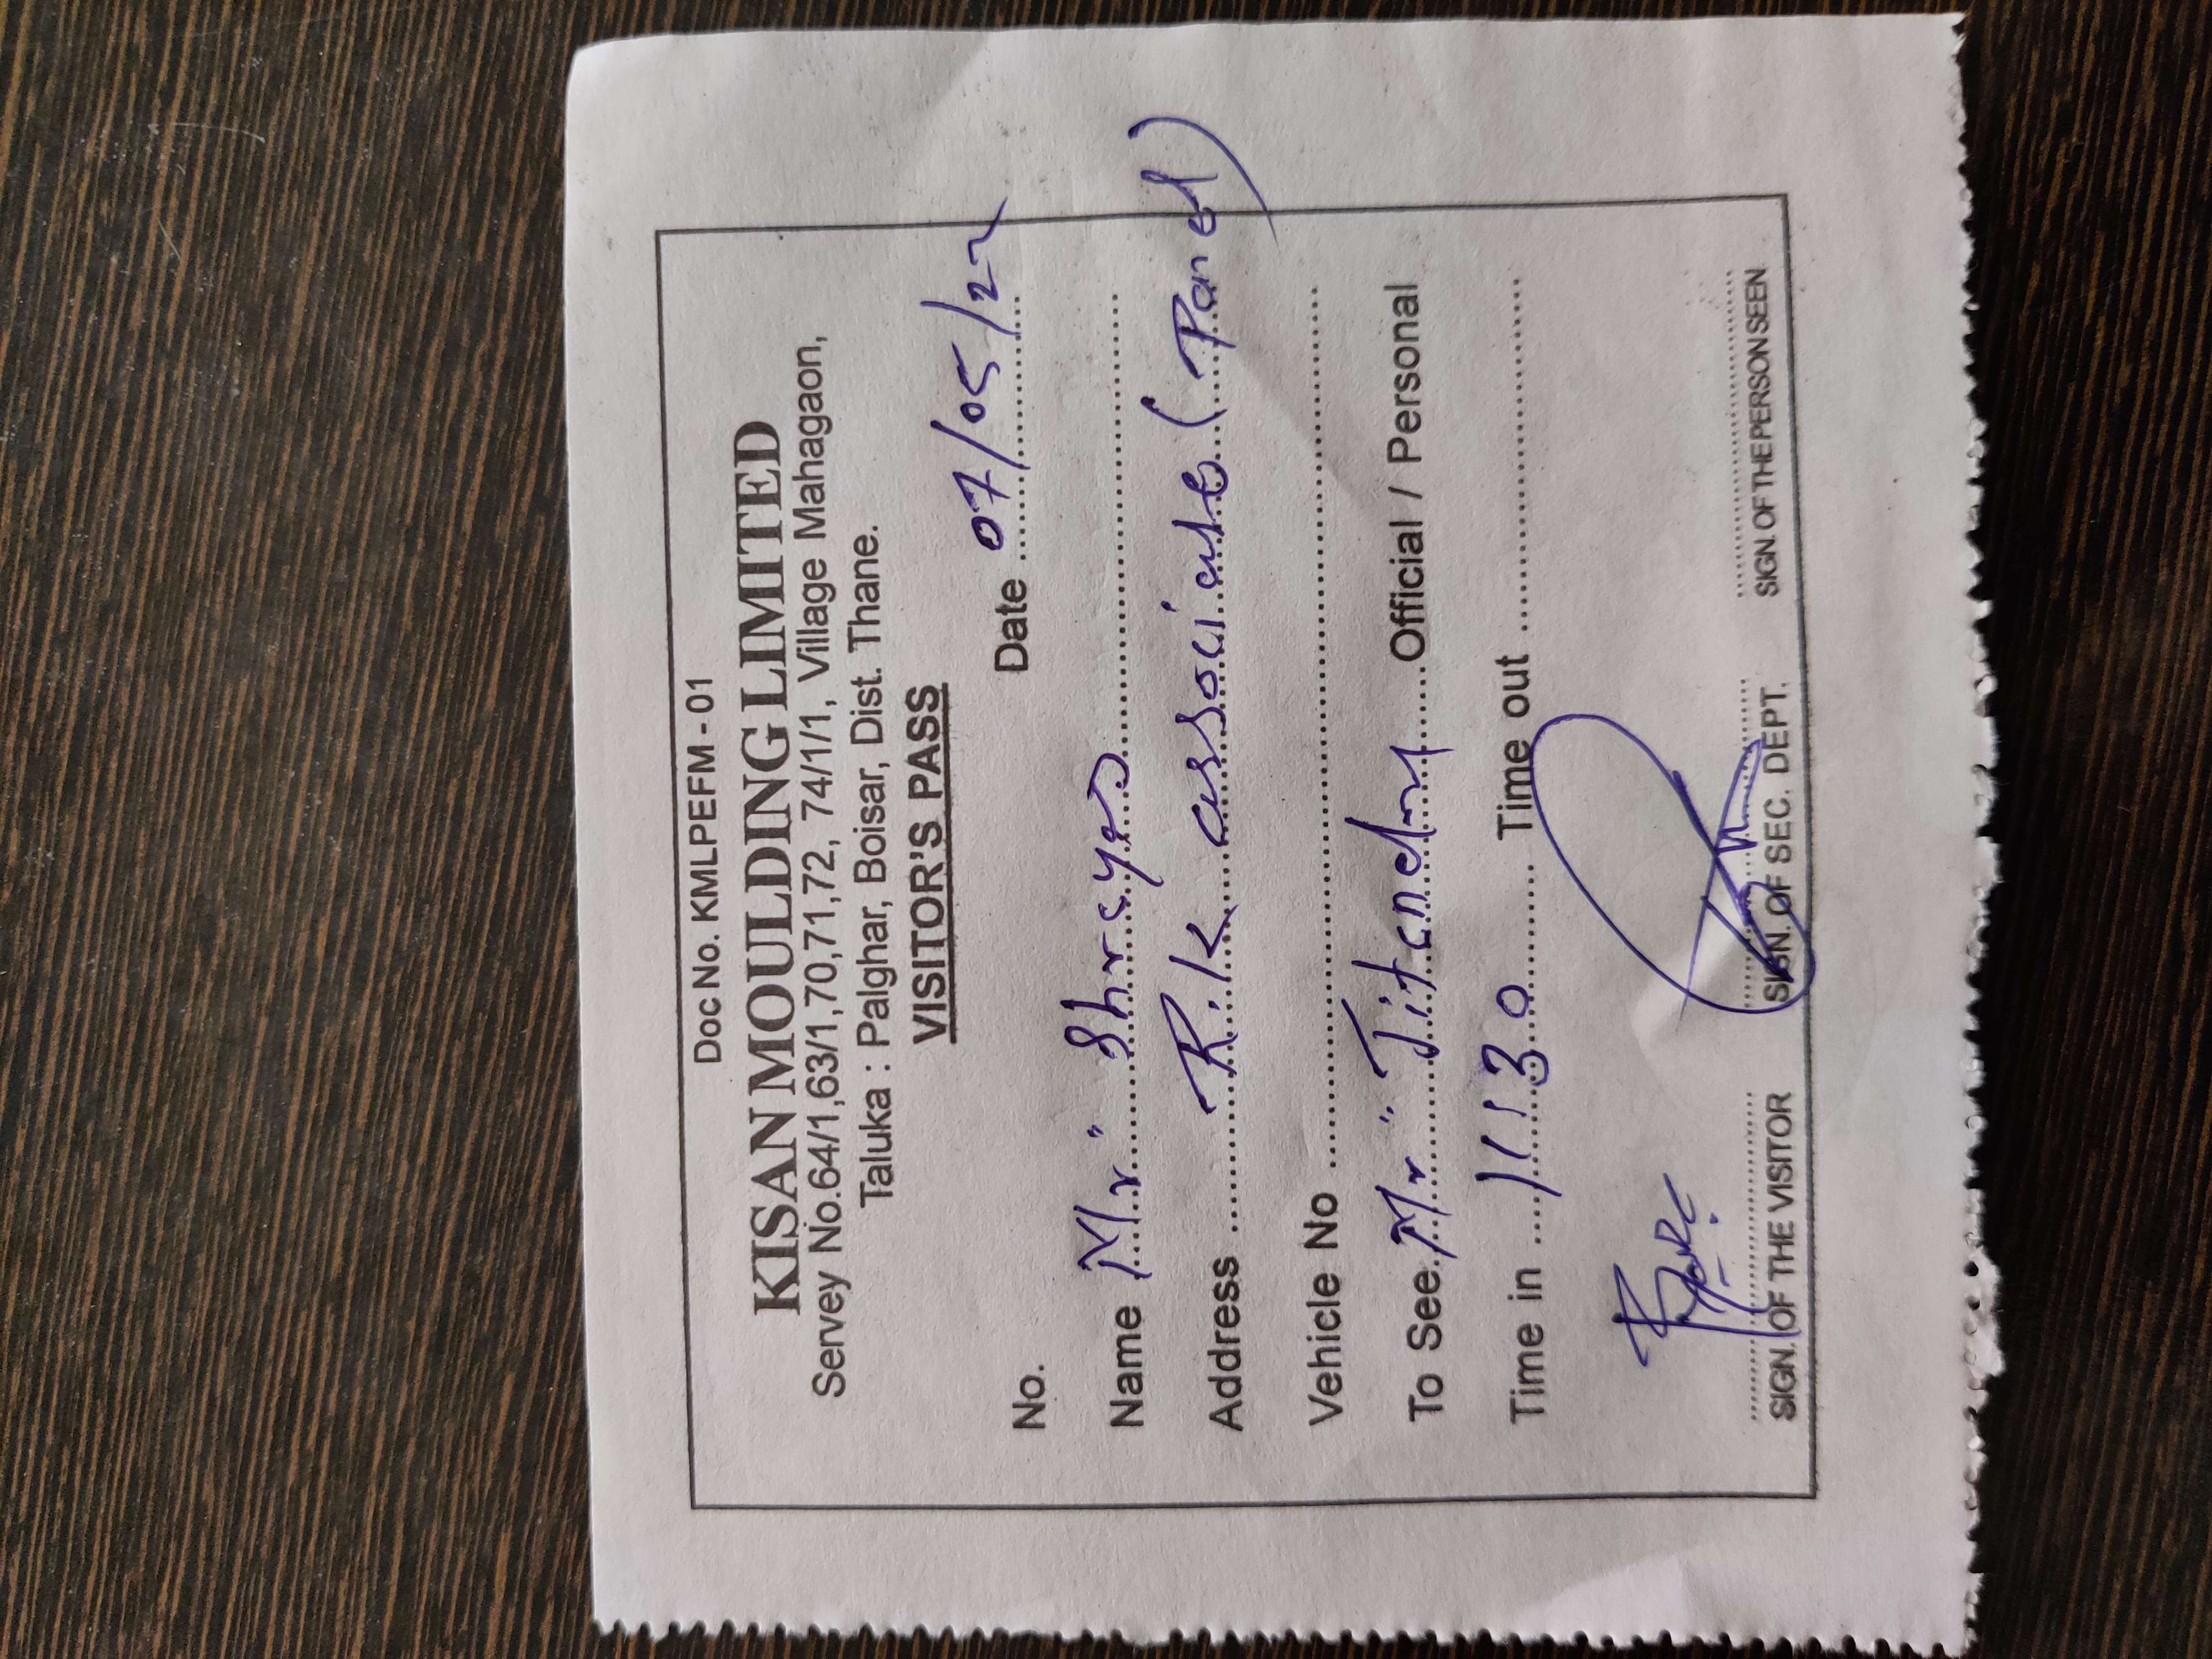 Doc No. KMLPEFM - 01
KISAN MOULDING LIMITED
Servey No.64/1,63/1,70,71,72, 74/1/1, Village Mahagaon,
Taluka : Palghar, Boisar, Dist. Thane.
VISITOR'S PASS
No. Date 07/05/22
Name Mr. Shreyas
Address R.K associate (Panel)
Vehicle No
To See Mr. Jitendra Official / Personal
Time in 1130 Time out
SIGN. OF THE VISITOR SIGN. OF SEC. DEPT. SIGN. OF THE PERSON SEEN